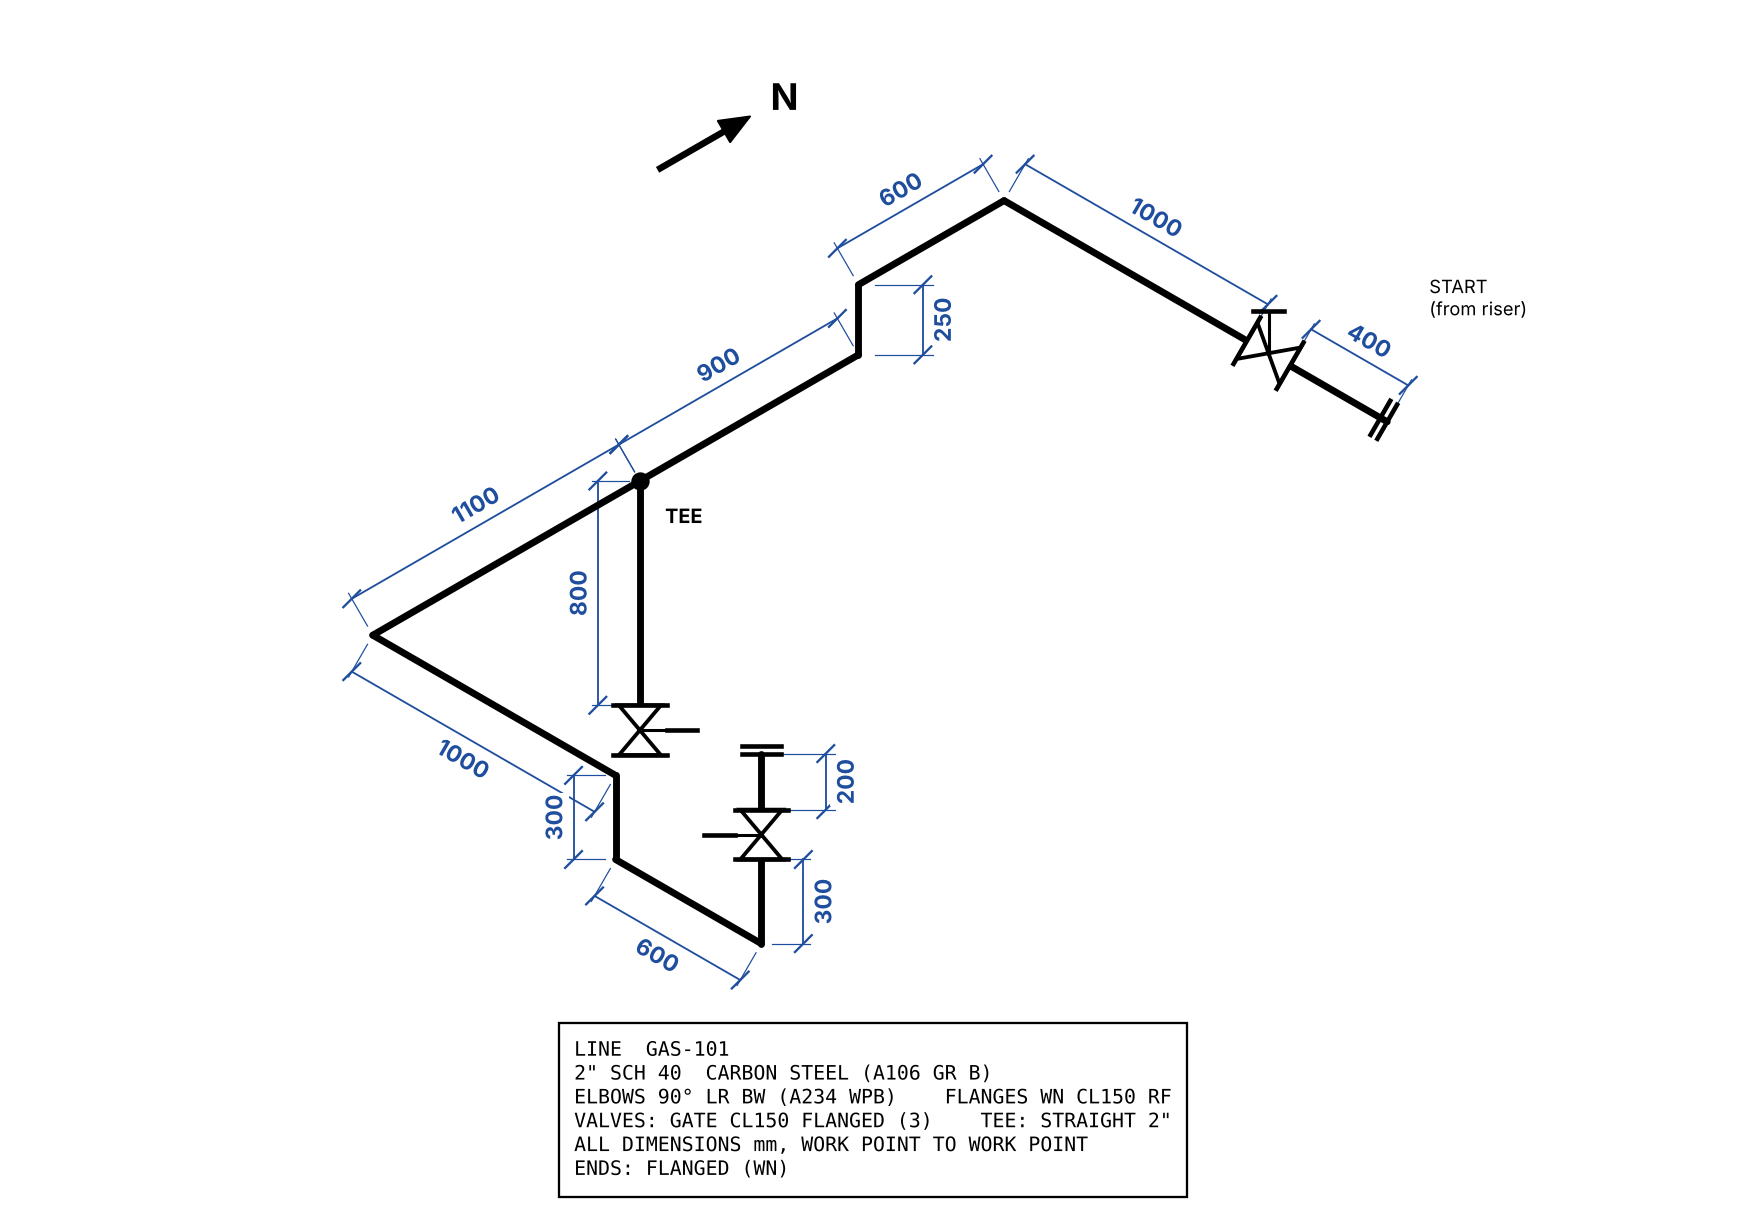 N
600
1000
START
(from riser)
250
400
900
1100
TEE
800
1000
300
200
300
600
LINE  GAS-101
2" SCH 40  CARBON STEEL (A106 GR B)
ELBOWS 90° LR BW (A234 WPB)    FLANGES WN CL150 RF
VALVES: GATE CL150 FLANGED (3)    TEE: STRAIGHT 2"
ALL DIMENSIONS mm, WORK POINT TO WORK POINT
ENDS: FLANGED (WN)